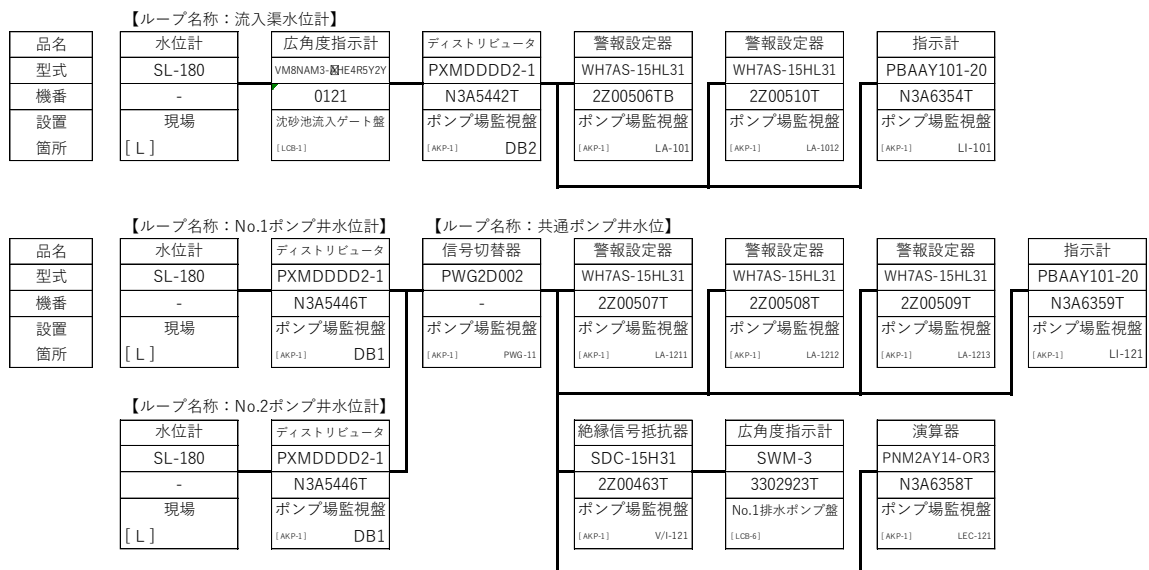 【ループ名称：流入渠水位計】
品名 水位計 広角度指示計 ディストリビュータ 警報設定器 警報設定器 指示計
型式 SL-180 PXMDDDD2-1 WH7AS-15HL31 WH7AS-15HL31 PBAAY101-20
機番 - 0121 N3A5442T 2Z00506TB 2Z00510T N3A6354T
設置 現場 沈砂池流入ゲート盤 ポンプ場監視盤 ポンプ場監視盤 ポンプ場監視盤 ポンプ場監視盤
箇所 [ L ] [ LCB-1 ] [ AKP-1 ] DB2 [ AKP-1 ] LA-101 [ AKP-1 ] LA-1012 [ AKP-1 ] LI-101
【ループ名称：No.1ポンプ井水位計】 【ループ名称：共通ポンプ井水位】
品名 水位計 ディストリビュータ 信号切替器 警報設定器 警報設定器 警報設定器 指示計
型式 SL-180 PXMDDDD2-1 PWG2D002 WH7AS-15HL31 WH7AS-15HL31 WH7AS-15HL31 PBAAY101-20
機番 - N3A5446T - 2Z00507T 2Z00508T 2Z00509T N3A6359T
設置 現場 ポンプ場監視盤 ポンプ場監視盤 ポンプ場監視盤 ポンプ場監視盤 ポンプ場監視盤 ポンプ場監視盤
箇所 [ L ] [ AKP-1 ] DB1 [ AKP-1 ] PWG-11 [ AKP-1 ] LA-1211 [ AKP-1 ] LA-1212 [ AKP-1 ] LA-1213 [ AKP-1 ] LI-121
【ループ名称：No.2ポンプ井水位計】
水位計 ディストリビュータ 絶縁信号抵抗器 広角度指示計 演算器
SL-180 PXMDDDD2-1 SDC-15H31 SWM-3 PNM2AY14-OR3
- N3A5446T 2Z00463T 3302923T N3A6358T
現場 ポンプ場監視盤 ポンプ場監視盤 No.1排水ポンプ盤 ポンプ場監視盤
[ L ] [ AKP-1 ] DB1 [ AKP-1 ] V/I-121 [ LCB-6 ] [ AKP-1 ] LEC-121